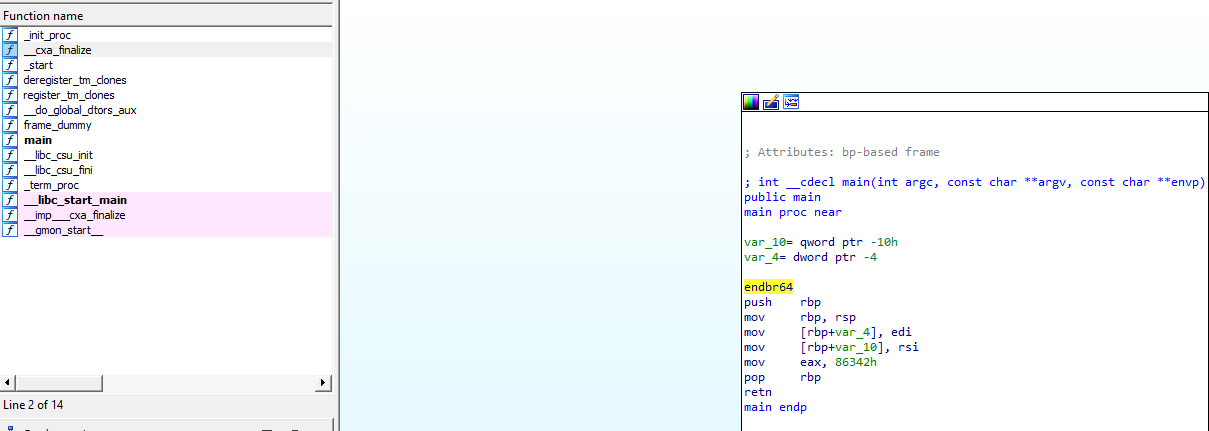 Function name
f _init_proc
f __cxa_finalize
f _start
f deregister_tm_clones
f register_tm_clones
f __do_global_dtors_aux
f frame_dummy
f main
f __libc_csu_init
f __libc_csu_fini
f _term_proc
f __libc_start_main
f __imp___cxa_finalize
f __gmon_start__
Line 2 of 14
; Attributes: bp-based frame
; int __cdecl main(int argc, const char **argv, const char **envp)
public main
main proc near
var_10= qword ptr -10h
var_4= dword ptr -4
endbr64
push rbp
mov rbp, rsp
mov [rbp+var_4], edi
mov [rbp+var_10], rsi
mov eax, 86342h
pop rbp
retn
main endp